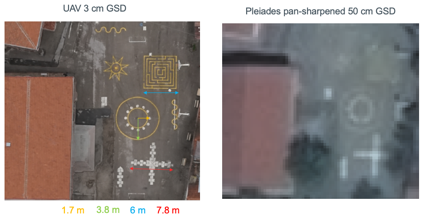 UAV 3 cm GSD
Pleiades pan-sharpened 50 cm GSD
1.7 m 3.8 m 6 m 7.8 m